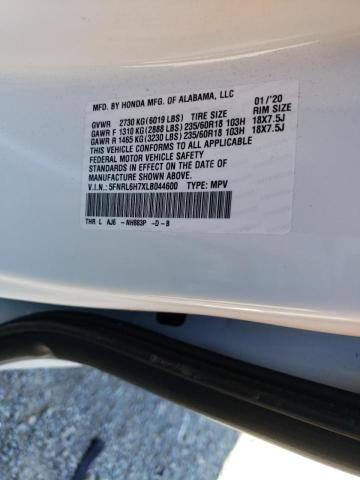 MFD. BY HONDA MFG. OF ALABAMA, LLC 01/'20
GVWR 2730 KG(6019 LBS) TIRE SIZE RIM SIZE
GAWR F 1310 KG(2888 LBS)235/60R18 103H 18X7.5J
GAWR R 1465 KG(3230 LBS)235/60R18 103H 18X7.5J
THIS VEHICLE CONFORMS TO ALL APPLICABLE
FEDERAL MOTOR VEHICLE SAFETY
STANDARDS IN EFFECT ON THE DATE OF
MANUFACTURE SHOWN ABOVE.
V.I.N.: 5FNRL6H7XLB044600 TYPE: MPV
THR L AJ6 -NH883P -D-B